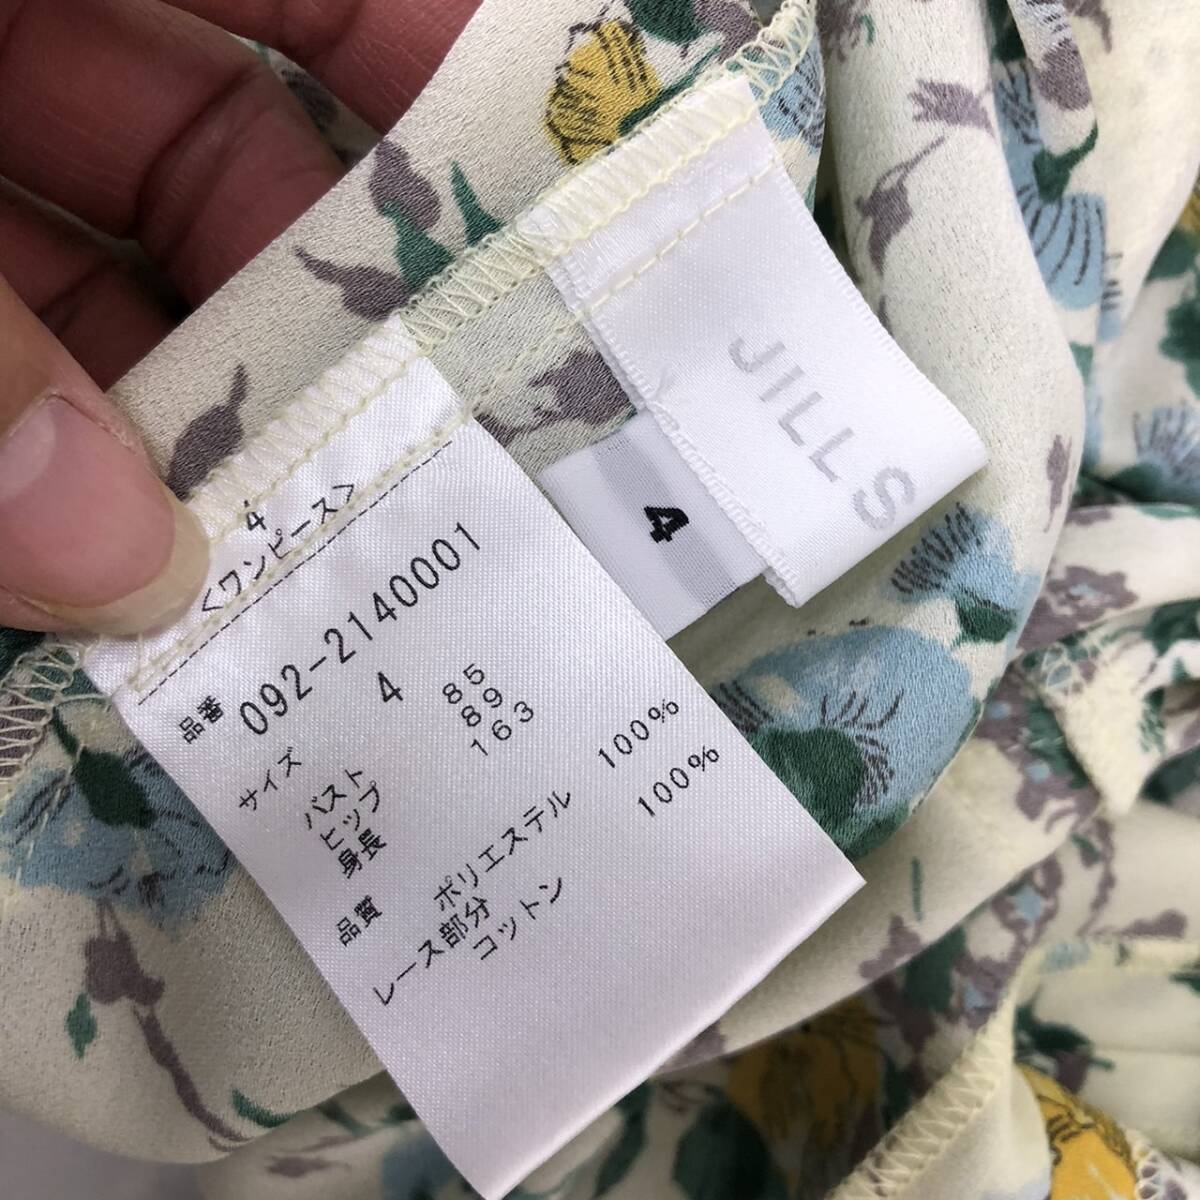 JILLS
4
4
<ワンピース>
品番 092-2140001
サイズ 4
バスト 85
ヒップ 89
身長 163
品質 ポリエステル 100%
レース部分
コットン 100%